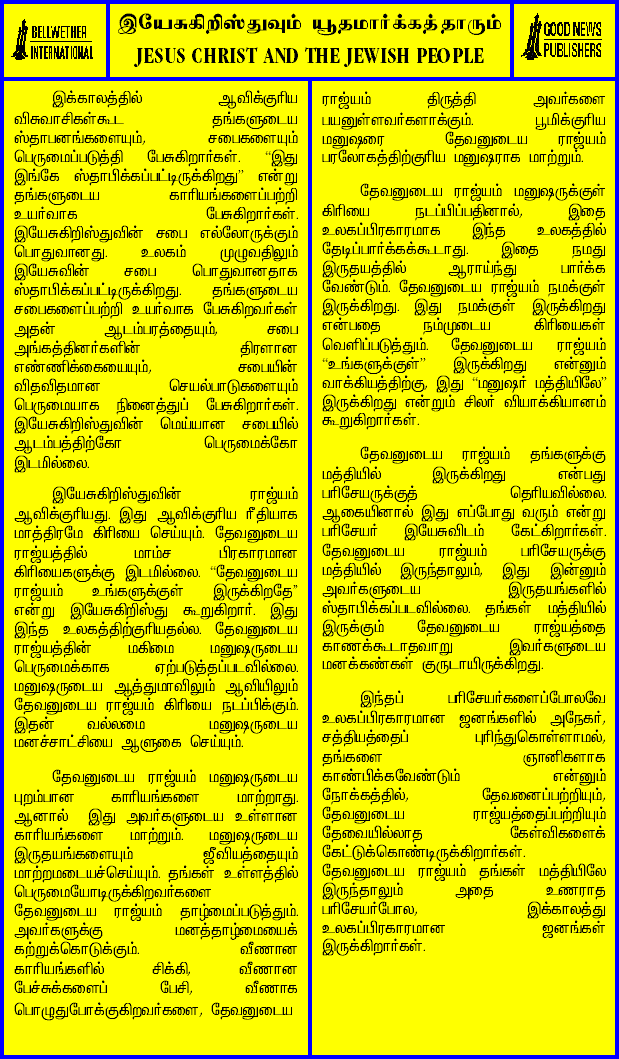 BELLWETHER
INTERNATIONAL
இயேசுகிறிஸ்துவும் யூதமார்க்கத்தாரும்
JESUS CHRIST AND THE JEWISH PEOPLE
GOOD NEWS
PUBLISHERS
இக்காலத்தில் ஆவிக்குரிய
விசுவாசிகள்கூட தங்களுடைய
ஸ்தாபனங்களையும், சபைகளையும்
பெருமைப்படுத்தி பேசுகிறார்கள். “இது
இங்கே ஸ்தாபிக்கப்பட்டிருக்கிறது” என்று
தங்களுடைய காரியங்களைப்பற்றி
உயர்வாக பேசுகிறார்கள்.
இயேசுகிறிஸ்துவின் சபை எல்லோருக்கும்
பொதுவானது. உலகம் முழுவதிலும்
இயேசுவின் சபை பொதுவானதாக
ஸ்தாபிக்கப்பட்டிருக்கிறது. தங்களுடைய
சபைகளைப்பற்றி உயர்வாக பேசுகிறவர்கள்
அதன் ஆடம்பரத்தையும், சபை
அங்கத்தினர்களின் திரளான
எண்ணிக்கையையும், சபையின்
விதவிதமான செயல்பாடுகளையும்
பெருமையாக நினைத்துப் பேசுகிறார்கள்.
இயேசுகிறிஸ்துவின் மெய்யான சபையில்
ஆடம்பத்திற்கோ பெருமைக்கோ
இடமில்லை.
இயேசுகிறிஸ்துவின் ராஜ்யம்
ஆவிக்குரியது. இது ஆவிக்குரிய ரீதியாக
மாத்திரமே கிரியை செய்யும். தேவனுடைய
ராஜ்யத்தில் மாம்ச பிரகாரமான
கிரியைகளுக்கு இடமில்லை. “தேவனுடைய
ராஜ்யம் உங்களுக்குள் இருக்கிறதே”
என்று இயேசுகிறிஸ்து கூறுகிறார். இது
இந்த உலகத்திற்குரியதல்ல. தேவனுடைய
ராஜ்யத்தின் மகிமை மனுஷருடைய
பெருமைக்காக ஏற்படுத்தப்படவில்லை.
மனுஷருடைய ஆத்துமாவிலும் ஆவியிலும்
தேவனுடைய ராஜ்யம் கிரியை நடப்பிக்கும்.
இதன் வல்லமை மனுஷருடைய
மனச்சாட்சியை ஆளுகை செய்யும்.
தேவனுடைய ராஜ்யம் மனுஷருடைய
புறம்பான காரியங்களை மாற்றாது.
ஆனால் இது அவர்களுடைய உள்ளான
காரியங்களை மாற்றும். மனுஷருடைய
இருதயங்களையும் ஜீவியத்தையும்
மாற்றமடையச்செய்யும். தங்கள் உள்ளத்தில்
பெருமையோடிருக்கிறவர்களை
தேவனுடைய ராஜ்யம் தாழ்மைப்படுத்தும்.
அவர்களுக்கு மனத்தாழ்மையைக்
கற்றுக்கொடுக்கும். வீணான
காரியங்களில் சிக்கி, வீணான
பேச்சுக்களைப் பேசி, வீணாக
பொழுதுபோக்குகிறவர்களை, தேவனுடைய
ராஜ்யம் திருத்தி அவர்களை
பயனுள்ளவர்களாக்கும். பூமிக்குரிய
மனுஷரை தேவனுடைய ராஜ்யம்
பரலோகத்திற்குரிய மனுஷராக மாற்றும்.
தேவனுடைய ராஜ்யம் மனுஷருக்குள்
கிரியை நடப்பிப்பதினால், இதை
உலகப்பிரகாரமாக இந்த உலகத்தில்
தேடிப்பார்க்கக்கூடாது. இதை நமது
இருதயத்தில் ஆராய்ந்து பார்க்க
வேண்டும். தேவனுடைய ராஜ்யம் நமக்குள்
இருக்கிறது. இது நமக்குள் இருக்கிறது
என்பதை நம்முடைய கிரியைகள்
வெளிப்படுத்தும். தேவனுடைய ராஜ்யம்
“உங்களுக்குள்” இருக்கிறது என்னும்
வாக்கியத்திற்கு, இது “மனுஷர் மத்தியிலே”
இருக்கிறது என்றும் சிலர் வியாக்கியானம்
கூறுகிறார்கள்.
தேவனுடைய ராஜ்யம் தங்களுக்கு
மத்தியில் இருக்கிறது என்பது
பரிசேயருக்குத் தெரியவில்லை.
ஆகையினால் இது எப்போது வரும் என்று
பரிசேயர் இயேசுவிடம் கேட்கிறார்கள்.
தேவனுடைய ராஜ்யம் பரிசேயருக்கு
மத்தியில் இருந்தாலும், இது இன்னும்
அவர்களுடைய இருதயங்களில்
ஸ்தாபிக்கப்படவில்லை. தங்கள் மத்தியில்
இருக்கும் தேவனுடைய ராஜ்யத்தை
காணக்கூடாதவாறு இவர்களுடைய
மனக்கண்கள் குருடாயிருக்கிறது.
இந்தப் பரிசேயர்களைப்போலவே
உலகப்பிரகாரமான ஜனங்களில் அநேகர்,
சத்தியத்தைப் புரிந்துகொள்ளாமல்,
தங்களை ஞானிகளாக
காண்பிக்கவேண்டும் என்னும்
நோக்கத்தில், தேவனைப்பற்றியும்,
தேவனுடைய ராஜ்யத்தைப்பற்றியும்
தேவையில்லாத கேள்விகளைக்
கேட்டுக்கொண்டிருக்கிறார்கள்.
தேவனுடைய ராஜ்யம் தங்கள் மத்தியிலே
இருந்தாலும் அதை உணராத
பரிசேயர்போல, இக்காலத்து
உலகப்பிரகாரமான ஜனங்கள்
இருக்கிறார்கள்.